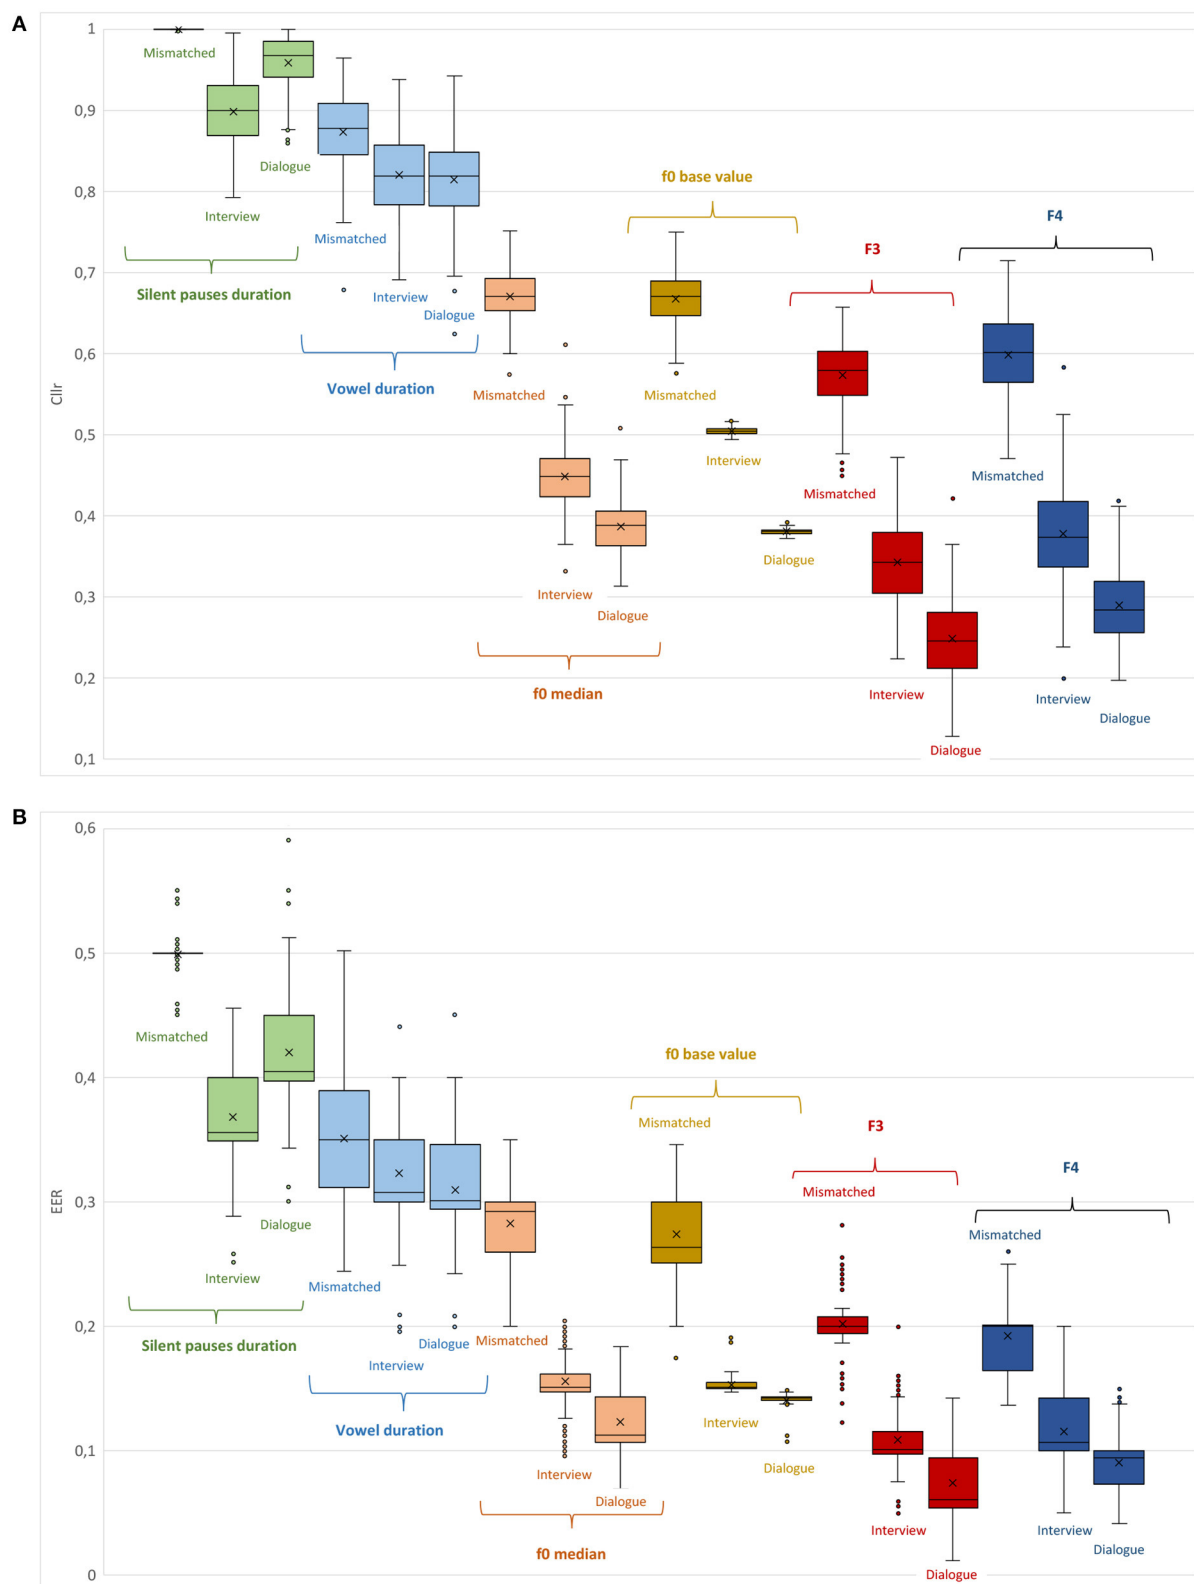 A
1
Mismatched
0,9
Dialogue
0,8
f0 base value
Interview
F3
F4
Mismatched
0,7
Silent pauses duration
Interview
Dialogue
0,6
Cllr
Vowel duration
Mismatched
Mismatched
0,5
Interview
Mismatched
Mismatched
0,4
Dialogue
0,3
Interview
Dialogue
0,2
f0 median
Interview
Interview
Dialogue
Dialogue
0,1
B
0,6
0,5
Mismatched
f0 base value
0,4
Mismatched
F3
F4
Mismatched
0,3
EER
Dialogue
Mismatched
Interview
Mismatched
0,2
Silent pauses duration
Dialogue
Mismatched
Interview
Vowel duration
Interview
0,1
Interview
Dialogue
Dialogue
Interview
Interview
f0 median
Dialogue
Dialogue
0